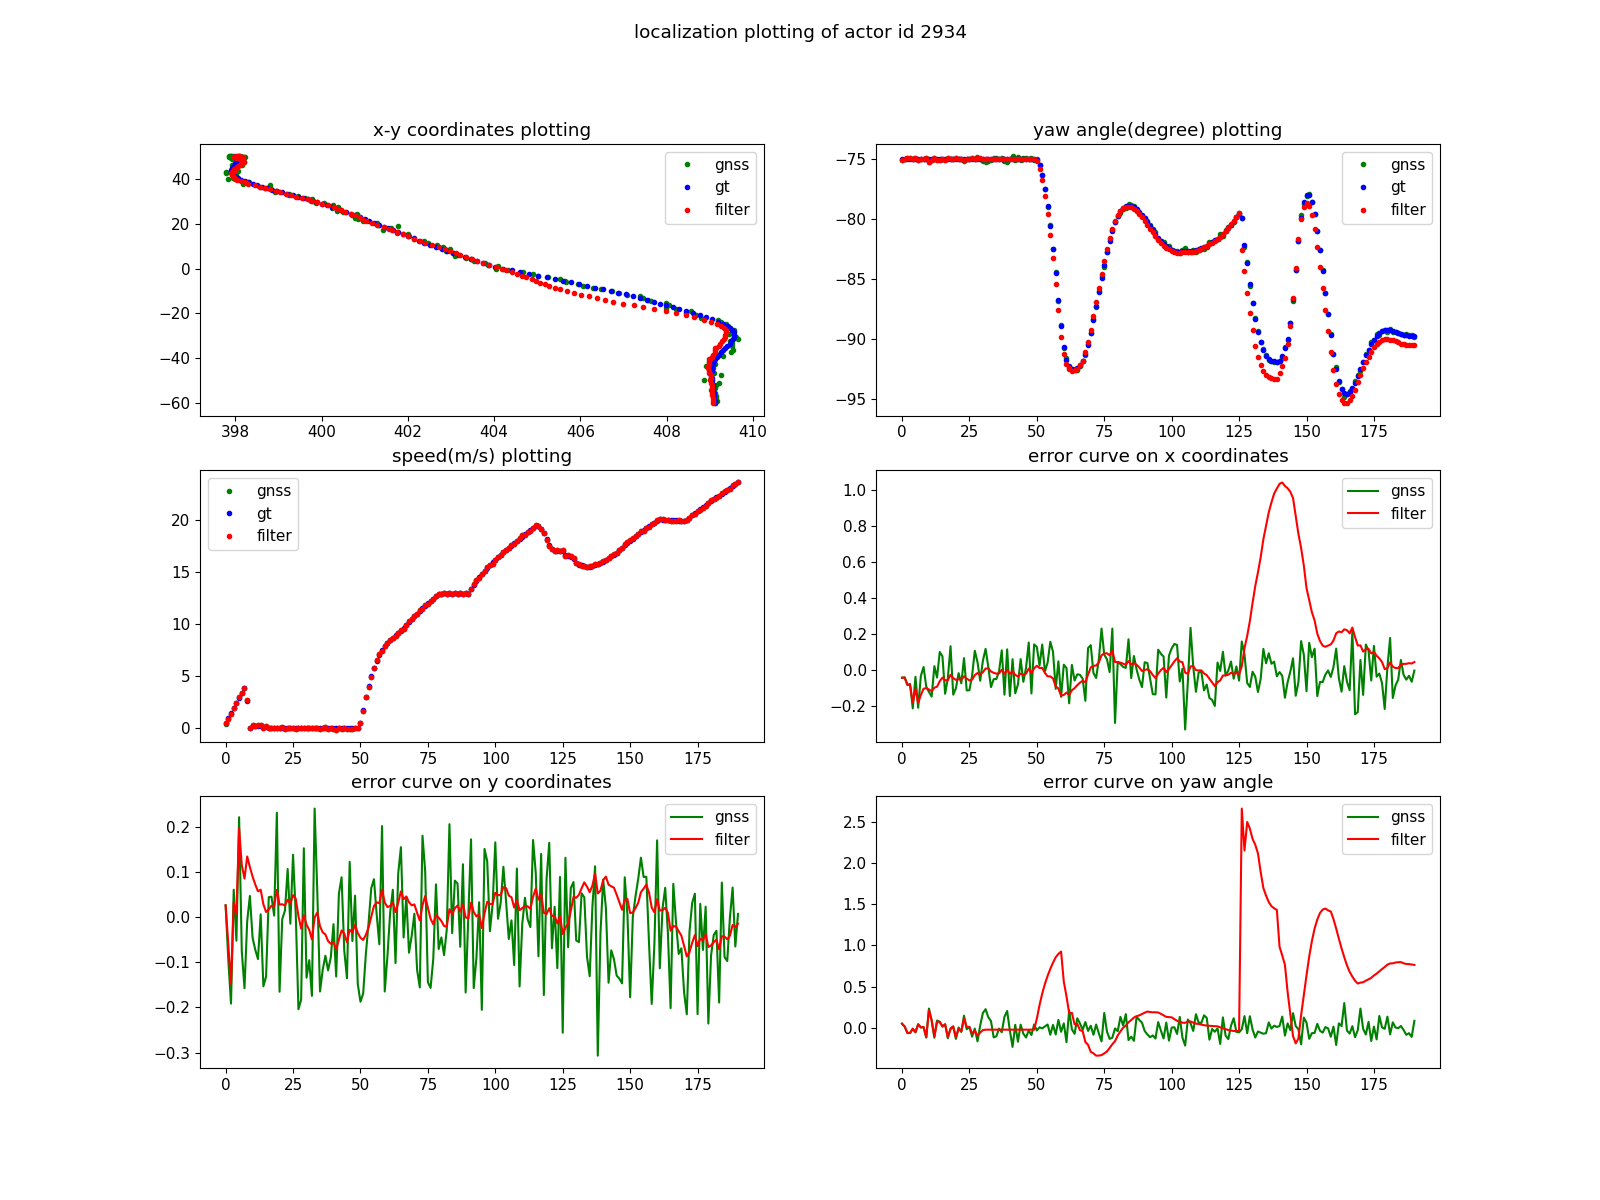 localization plotting of actor id 2934
x-y coordinates plotting
gnss
gt
filter
40
20
0
−20
−40
−60
398 400 402 404 406 408 410
yaw angle(degree) plotting
gnss
gt
filter
−75
−80
−85
−90
−95
0 25 50 75 100 125 150 175
speed(m/s) plotting
gnss
gt
filter
20
15
10
5
0
0 25 50 75 100 125 150 175
error curve on x coordinates
gnss
filter
1.0
0.8
0.6
0.4
0.2
0.0
−0.2
0 25 50 75 100 125 150 175
error curve on y coordinates
gnss
filter
0.2
0.1
0.0
−0.1
−0.2
−0.3
0 25 50 75 100 125 150 175
error curve on yaw angle
gnss
filter
2.5
2.0
1.5
1.0
0.5
0.0
0 25 50 75 100 125 150 175